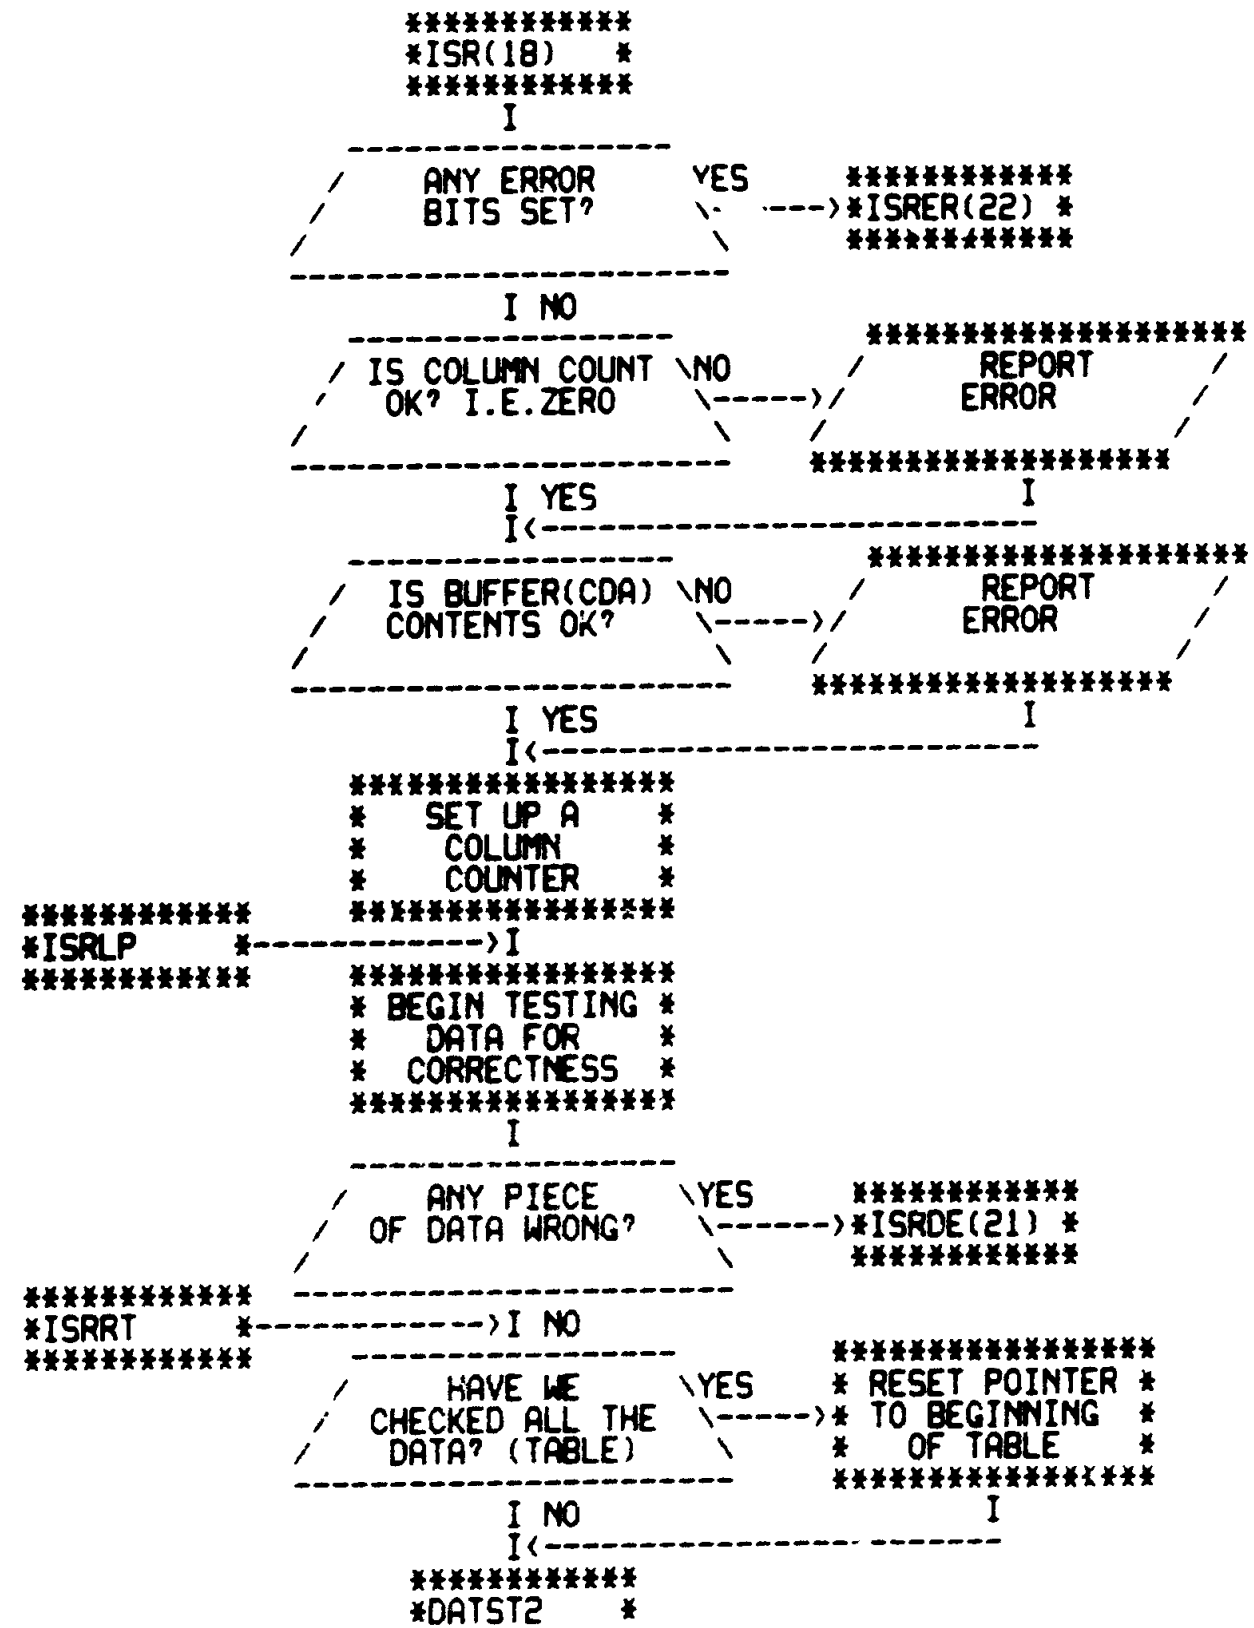 ************
*ISR(18)   *
************
I
-----------------
/ ANY ERROR YES ************
/ BITS SET? \- ----->*ISRER(22) *
/ \ ************
-----------------------
I NO
----------------- ********************
/ IS COLUMN COUNT \NO / REPORT /
/ OK? I.E.ZERO \----->/ ERROR /
/ \ / /
----------------------- *******************
I YES I
I<--------------------------
----------------- ********************
/ IS BUFFER(CDA) \NO / REPORT /
/ CONTENTS OK? \----->/ ERROR /
/ \ / /
----------------------- *******************
I YES I
I<--------------------------
*****************
* SET UP A *
* COLUMN *
* COUNTER *
************ *****************
*ISRLP *------------>I
************ *****************
* BEGIN TESTING *
* DATA FOR *
* CORRECTNESS *
*****************
I
-----------------
/ ANY PIECE \YES ************
/ OF DATA WRONG? \------>*ISRDE(21) *
/ \ ************
************ -----------------------
*ISRRT *------------>I NO
************ ----------------- *****************
/ HAVE WE \YES * RESET POINTER *
/ CHECKED ALL THE \----->* TO BEGINNING *
/ DATA? (TABLE) \ * OF TABLE *
----------------------- *****************
I NO I
I<------------------------
************
*DATST2 *